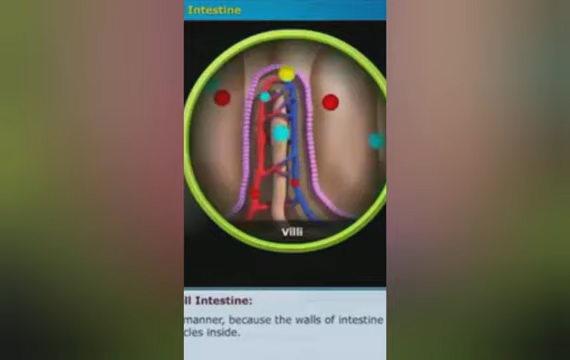 Intestine
Villi
ll Intestine:
manner, because the walls of intestine
cles inside.